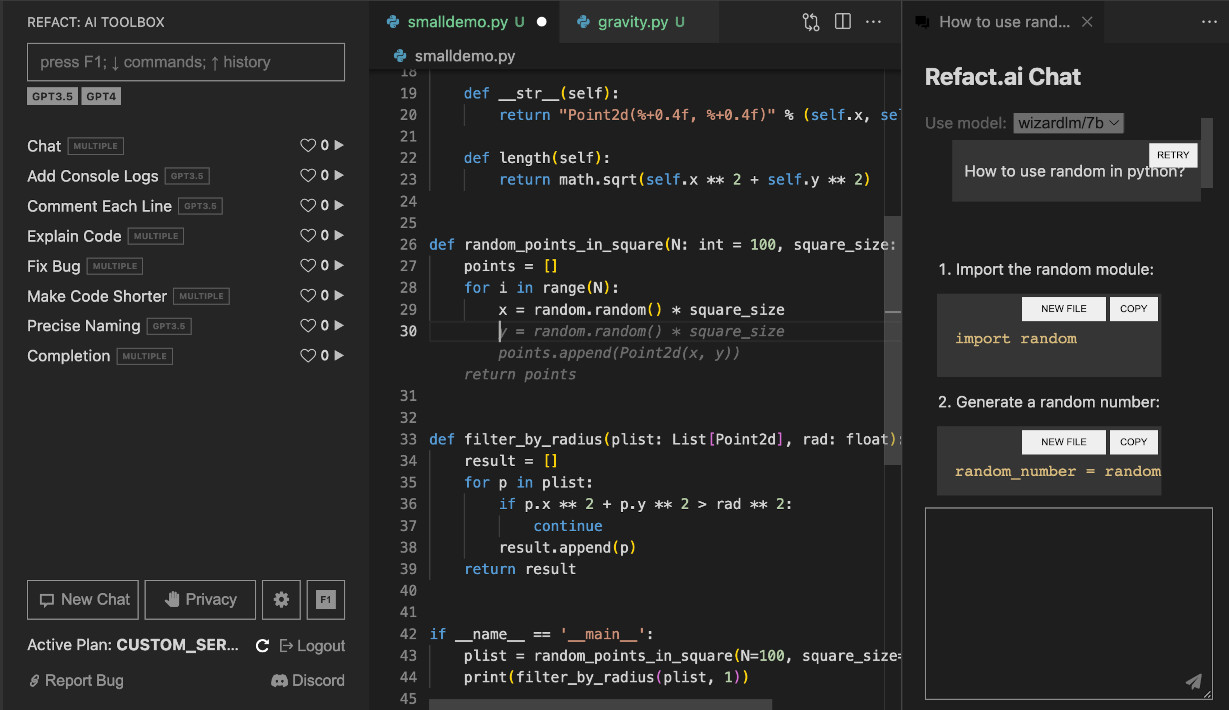 REFACT: AI TOOLBOX
press F1; ↓ commands; ↑ history
GPT3.5 GPT4
Chat MULTIPLE 0
Add Console Logs GPT3.5 0
Comment Each Line GPT3.5 0
Explain Code MULTIPLE 0
Fix Bug MULTIPLE 0
Make Code Shorter MULTIPLE 0
Precise Naming GPT3.5 0
Completion MULTIPLE 0
New Chat Privacy F1
Active Plan: CUSTOM_SER... Logout
Report Bug Discord
smalldemo.py U gravity.py U
smalldemo.py
18
19 def __str__(self):
20 return "Point2d(%+0.4f, %+0.4f)" % (self.x, sel
21
22 def length(self):
23 return math.sqrt(self.x ** 2 + self.y ** 2)
24
25
26 def random_points_in_square(N: int = 100, square_size:
27 points = []
28 for i in range(N):
29 x = random.random() * square_size
30 y = random.random() * square_size
points.append(Point2d(x, y))
return points
31
32
33 def filter_by_radius(plist: List[Point2d], rad: float):
34 result = []
35 for p in plist:
36 if p.x ** 2 + p.y ** 2 > rad ** 2:
37 continue
38 result.append(p)
39 return result
40
41
42 if __name__ == '__main__':
43 plist = random_points_in_square(N=100, square_size=
44 print(filter_by_radius(plist, 1))
45
How to use rand...
Refact.ai Chat
Use model: wizardlm/7b
RETRY
How to use random in python?
1. Import the random module:
NEW FILE COPY
import random
2. Generate a random number:
NEW FILE COPY
random_number = random